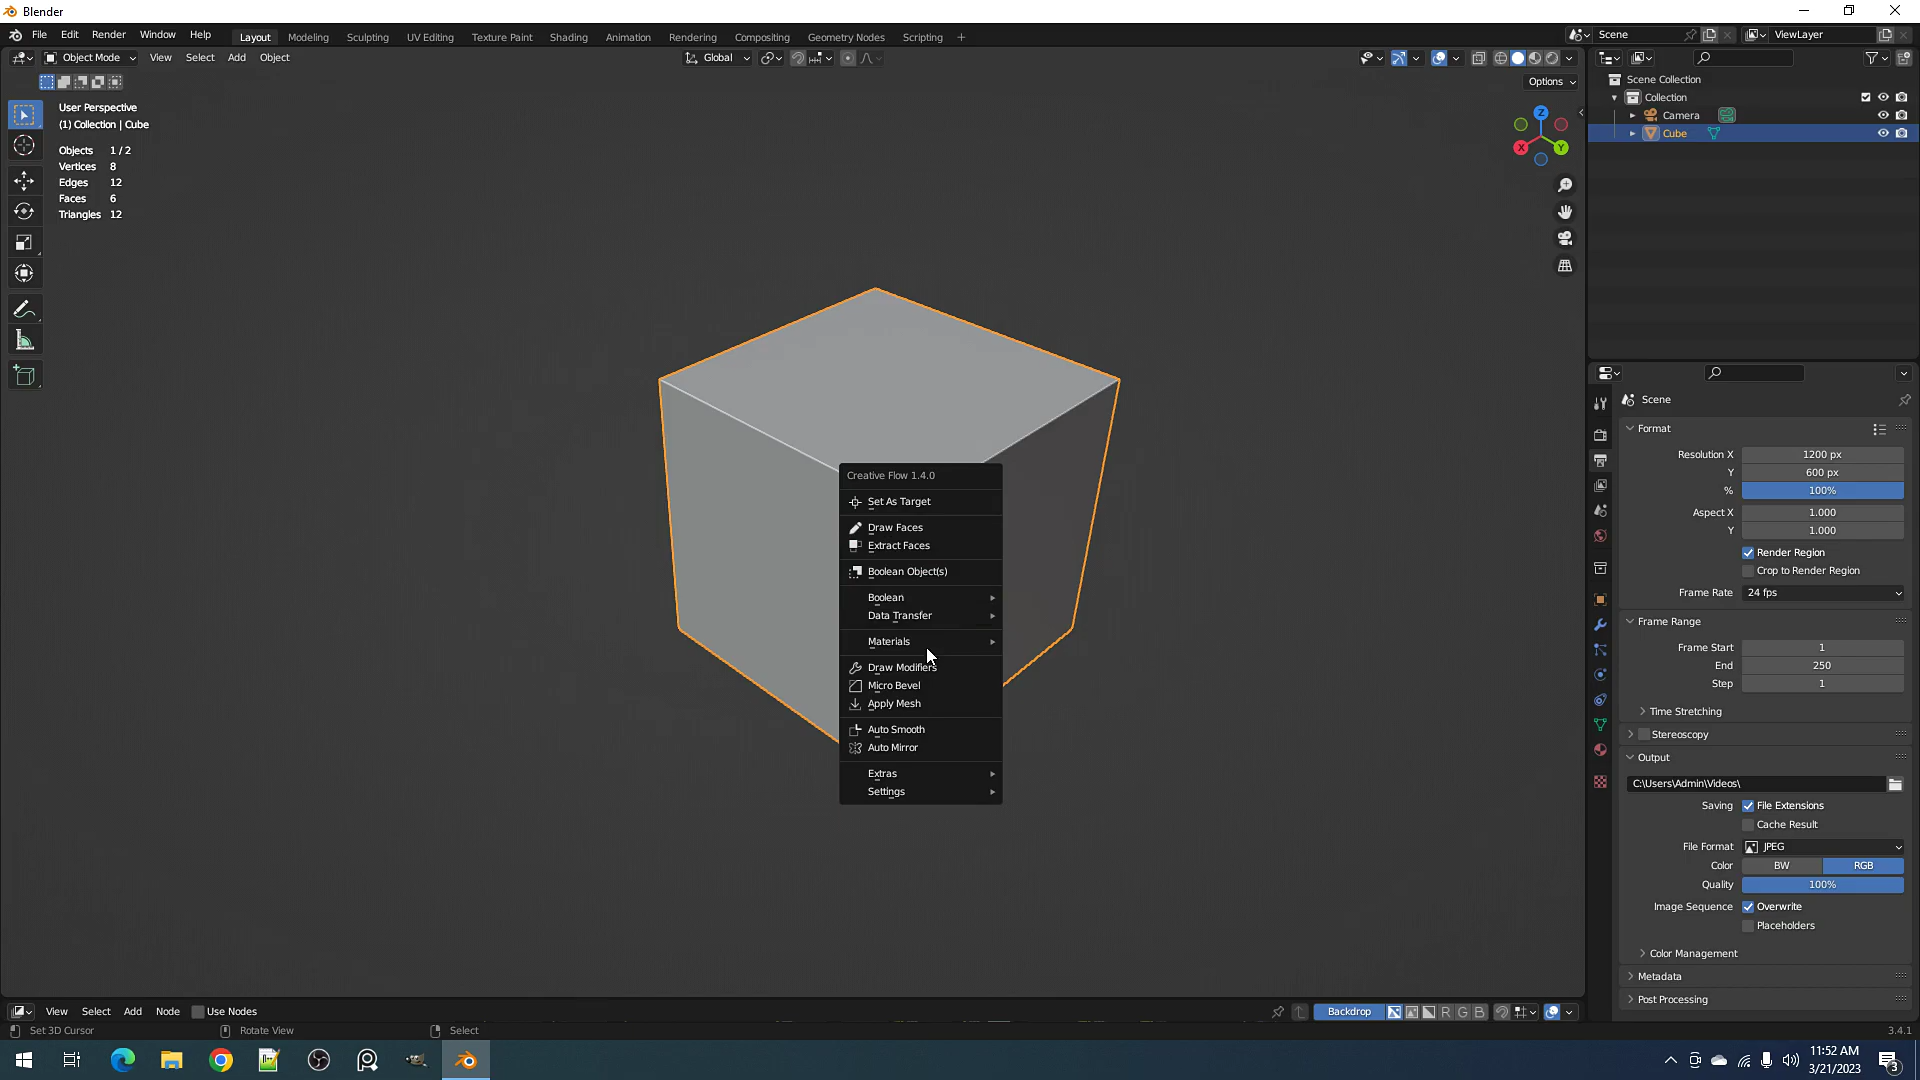 Blender
File Edit Render Window Help Layout Modeling Sculpting UV Editing Texture Paint Shading Animation Rendering Compositing Geometry Nodes Scripting + Scene ViewLayer
Object Mode View Select Add Object Global
Options
User Perspective
(1) Collection | Cube
Objects 1 / 2
Vertices 8
Edges 12
Faces 6
Triangles 12
Z
X
Y
Scene Collection
Collection
Camera
Cube
Creative Flow 1.4.0
Set As Target
Draw Faces
Extract Faces
Boolean Object(s)
Boolean
Data Transfer
Materials
Draw Modifiers
Micro Bevel
Apply Mesh
Auto Smooth
Auto Mirror
Extras
Settings
Scene
Format
Resolution X 1200 px
Y 600 px
% 100%
Aspect X 1.000
Y 1.000
Render Region
Crop to Render Region
Frame Rate 24 fps
Frame Range
Frame Start 1
End 250
Step 1
Time Stretching
Stereoscopy
Output
C:\Users\Admin\Videos\
Saving File Extensions
Cache Result
File Format JPEG
Color BW RGB
Quality 100%
Image Sequence Overwrite
Placeholders
Color Management
Metadata
Post Processing
View Select Add Node Use Nodes Backdrop R G B
Set 3D Cursor Rotate View Select 3.4.1
11:52 AM
3/21/2023
3